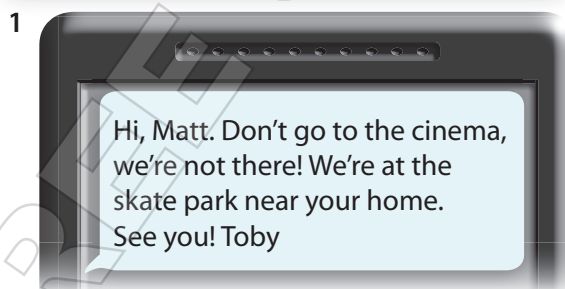 1
Hi, Matt. Don't go to the cinema,
we're not there! We're at the
skate park near your home.
See you! Toby